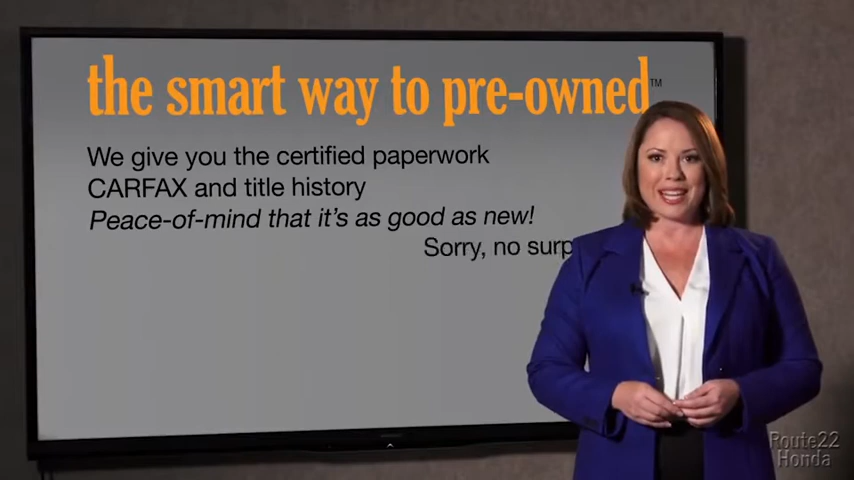 the smart way to pre-owned™
We give you the certified paperwork
CARFAX and title history
Peace-of-mind that it's as good as new!
Sorry, no surp
Route22
Honda